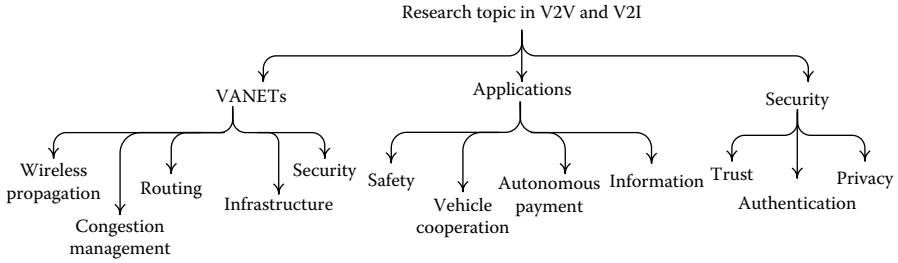 Research topic in V2V and V2I
VANETs
Applications
Security
Wireless
propagation
Congestion
management
Routing
Infrastructure
Security
Safety
Vehicle
cooperation
Autonomous
payment
Information
Trust
Authentication
Privacy